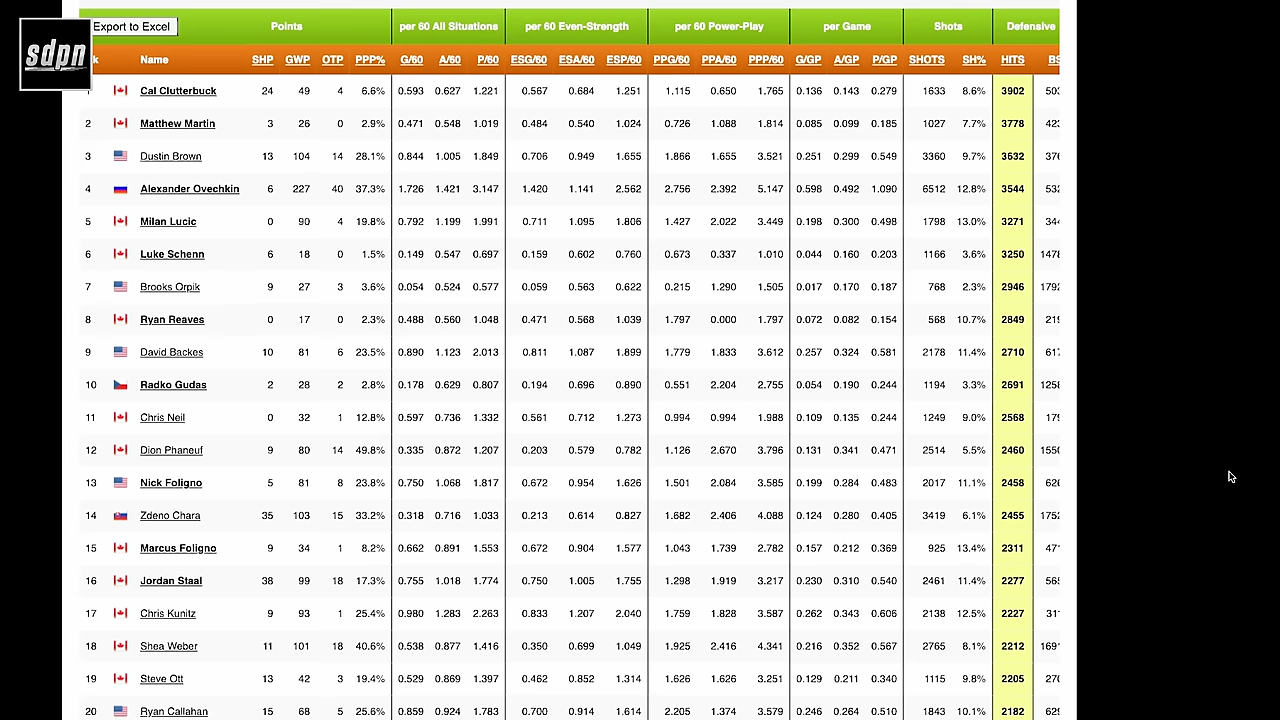 Export to Excel Points per 60 All Situations per 60 Even-Strength per 60 Power-Play per Game Shots Defensive
sdpn
k Name SHP GWP OTP PPP% G/60 A/60 P/60 ESG/60 ESA/60 ESP/60 PPG/60 PPA/60 PPP/60 G/GP A/GP P/GP SHOTS SH% HITS BS
1 Cal Clutterbuck 24 49 4 6.6% 0.593 0.627 1.221 0.567 0.684 1.251 1.115 0.650 1.765 0.136 0.143 0.279 1633 8.6% 3902 503
2 Matthew Martin 3 26 0 2.9% 0.471 0.548 1.019 0.484 0.540 1.024 0.726 1.088 1.814 0.085 0.099 0.185 1027 7.7% 3778 423
3 Dustin Brown 13 104 14 28.1% 0.844 1.005 1.849 0.706 0.949 1.655 1.866 1.655 3.521 0.251 0.299 0.549 3360 9.7% 3632 376
4 Alexander Ovechkin 6 227 40 37.3% 1.726 1.421 3.147 1.420 1.141 2.562 2.756 2.392 5.147 0.598 0.492 1.090 6512 12.8% 3544 532
5 Milan Lucic 0 90 4 19.8% 0.792 1.199 1.991 0.711 1.095 1.806 1.427 2.022 3.449 0.198 0.300 0.498 1798 13.0% 3271 344
6 Luke Schenn 6 18 0 1.5% 0.149 0.547 0.697 0.159 0.602 0.760 0.673 0.337 1.010 0.044 0.160 0.203 1166 3.6% 3250 1478
7 Brooks Orpik 9 27 3 3.6% 0.054 0.524 0.577 0.059 0.563 0.622 0.215 1.290 1.505 0.017 0.170 0.187 768 2.3% 2946 1792
8 Ryan Reaves 0 17 0 2.3% 0.488 0.560 1.048 0.471 0.568 1.039 1.797 0.000 1.797 0.072 0.082 0.154 568 10.7% 2849 219
9 David Backes 10 81 6 23.5% 0.890 1.123 2.013 0.811 1.087 1.899 1.779 1.833 3.612 0.257 0.324 0.581 2178 11.4% 2710 617
10 Radko Gudas 2 28 2 2.8% 0.178 0.629 0.807 0.194 0.696 0.890 0.551 2.204 2.755 0.054 0.190 0.244 1194 3.3% 2691 1258
11 Chris Neil 0 32 1 12.8% 0.597 0.736 1.332 0.561 0.712 1.273 0.994 0.994 1.988 0.109 0.135 0.244 1249 9.0% 2568 179
12 Dion Phaneuf 9 80 14 49.8% 0.335 0.872 1.207 0.203 0.579 0.782 1.126 2.670 3.796 0.131 0.341 0.471 2514 5.5% 2460 1550
13 Nick Foligno 5 81 8 23.8% 0.750 1.068 1.817 0.672 0.954 1.626 1.501 2.084 3.585 0.199 0.284 0.483 2017 11.1% 2458 626
14 Zdeno Chara 35 103 15 33.2% 0.318 0.716 1.033 0.213 0.614 0.827 1.682 2.406 4.088 0.124 0.280 0.405 3419 6.1% 2455 1752
15 Marcus Foligno 9 34 1 8.2% 0.662 0.891 1.553 0.672 0.904 1.577 1.043 1.739 2.782 0.157 0.212 0.369 925 13.4% 2311 47
16 Jordan Staal 38 99 18 17.3% 0.755 1.018 1.774 0.750 1.005 1.755 1.298 1.919 3.217 0.230 0.310 0.540 2461 11.4% 2277 565
17 Chris Kunitz 9 93 1 25.4% 0.980 1.283 2.263 0.833 1.207 2.040 1.759 1.828 3.587 0.262 0.343 0.606 2138 12.5% 2227 31
18 Shea Weber 11 101 18 40.6% 0.538 0.877 1.416 0.350 0.699 1.049 1.925 2.416 4.341 0.216 0.352 0.567 2765 8.1% 2212 169
19 Steve Ott 13 42 3 19.4% 0.529 0.869 1.397 0.462 0.852 1.314 1.626 1.626 3.251 0.129 0.211 0.340 1115 9.8% 2205 270
20 Ryan Callahan 15 68 5 25.6% 0.859 0.924 1.783 0.700 0.914 1.614 2.205 1.374 3.579 0.246 0.264 0.510 1843 10.1% 2182 629